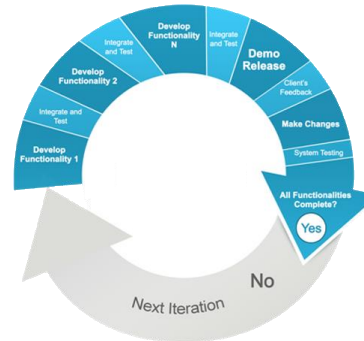 Develop
Functionality 1
Integrate and
Test
Develop
Functionality 2
Integrate
and Test
Develop
Functionality
N
Integrate
and Test
Demo
Release
Client's
Feedback
Make Changes
System Testing
All Functionalities
Complete?
Yes
No
Next Iteration